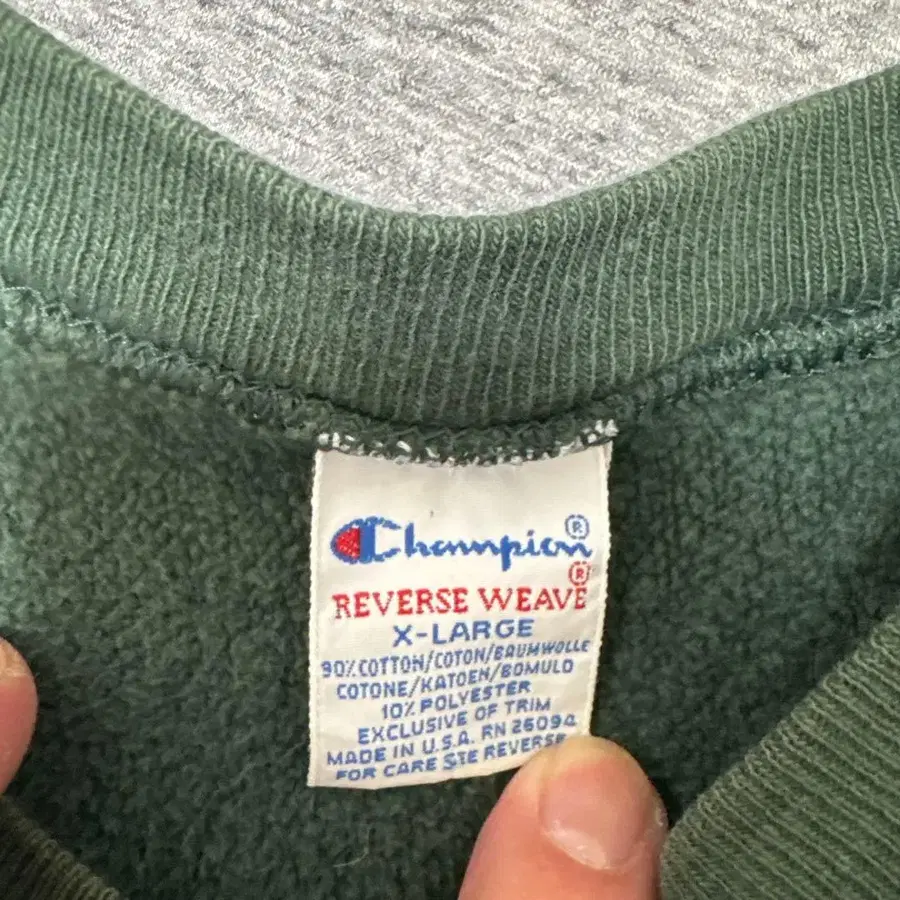 Champion®
REVERSE WEAVE®
X-LARGE
90% COTTON/COTON/BAUMWOLLE
COTONE/KATOEN/BOMULD
10% POLYESTER
EXCLUSIVE OF TRIM
MADE IN U.S.A. RN 26094
FOR CARE STE REVERSE